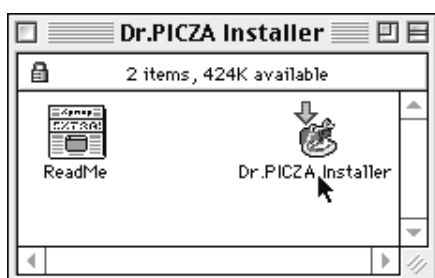 Dr.PICZA Installer
2 items, 424K available
ReadMe
Dr.PICZA Installer